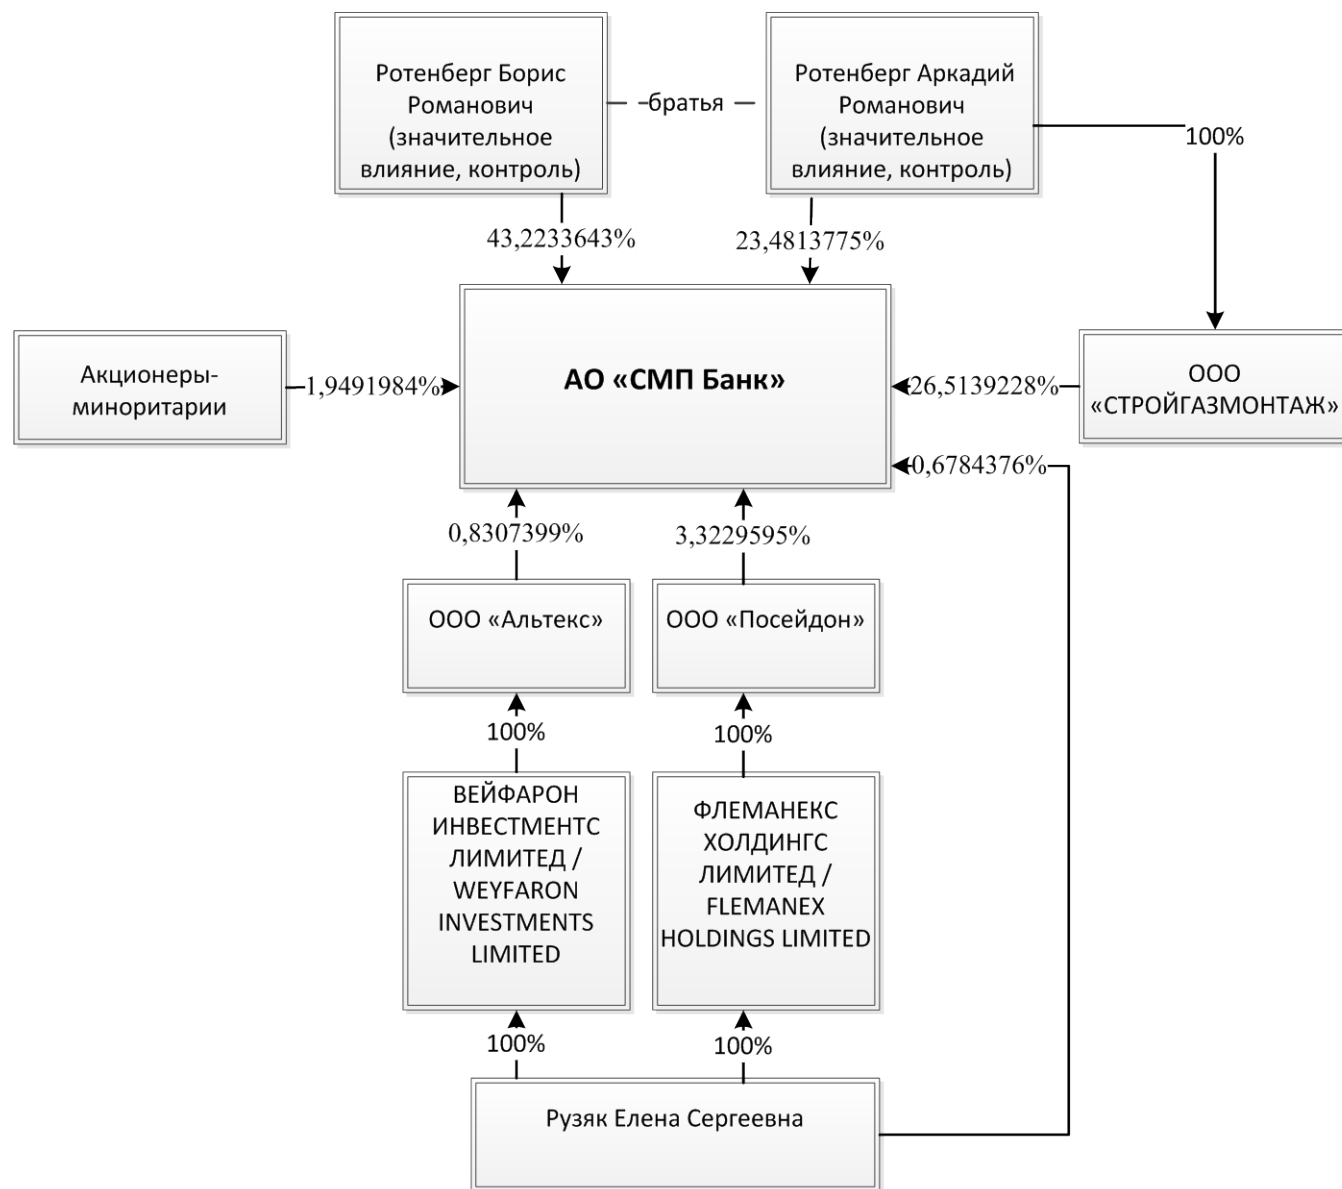 Ротенберг Борис
Романович
(значительное
влияние, контроль)
братья
Ротенберг Аркадий
Романович
(значительное
влияние, контроль)
100%
43,2233643%
23,4813775%
Акционеры-
миноритарии
1,9491984%
АО «СМП Банк»
26,5139228%
ООО
«СТРОЙГАЗМОНТАЖ»
0,6784376%
0,8307399%
3,3229595%
ООО «Альтекс»
ООО «Посейдон»
100%
100%
ВЕЙФАРОН
ИНВЕСТМЕНТС
ЛИМИТЕД /
WEYFARON
INVESTMENTS
LIMITED
ФЛЕМАНЕКС
ХОЛДИНГС
ЛИМИТЕД /
FLEMANEX
HOLDINGS LIMITED
100%
100%
Рузяк Елена Сергеевна